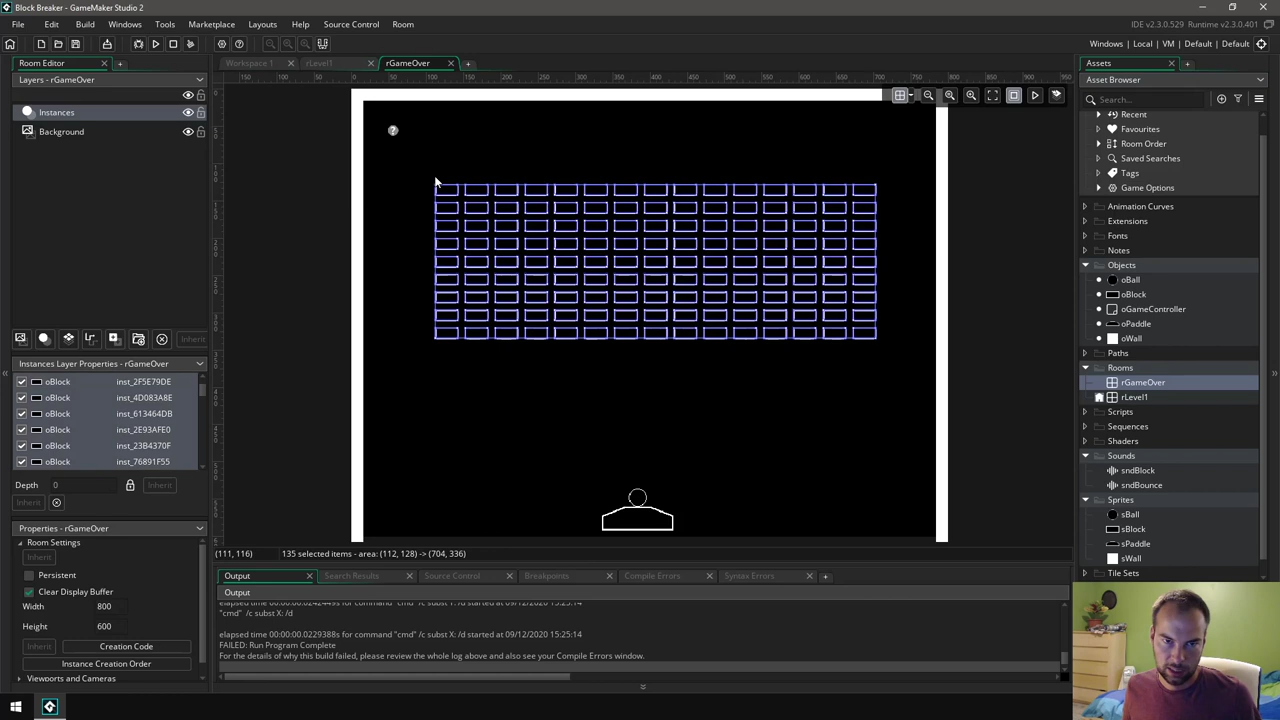 Block Breaker - GameMaker Studio 2
File Edit Build Windows Tools Marketplace Layouts Source Control Room Help
IDE v2.3.0.529 Runtime v2.3.0.401
Windows | Local | VM | Default | Default
Room Editor
Workspace 1
rLevel1
rGameOver
Assets
Layers - rGameOver
Asset Browser
Search...
Instances
Background
Recent
Favourites
Room Order
Saved Searches
Tags
Game Options
Animation Curves
Extensions
Fonts
Notes
Objects
oBall
oBlock
oGameController
oPaddle
oWall
Paths
Rooms
rGameOver
rLevel1
Scripts
Sequences
Shaders
Sounds
sndBlock
sndBounce
Sprites
sBall
sBlock
sPaddle
sWall
Tile Sets
Inherit
Instances Layer Properties - rGameOver
oBlock inst_2F5E79DE
oBlock inst_4D083A8E
oBlock inst_613464DB
oBlock inst_2E93AFE0
oBlock inst_23B4370F
oBlock inst_76891F55
Depth 0 Inherit
Inherit
Properties - rGameOver
Room Settings
Inherit
Persistent
Clear Display Buffer
Width 800
Height 600
Inherit Creation Code
Instance Creation Order
Viewports and Cameras
(111, 116) 135 selected items - area: (112, 128) -> (704, 336)
Output Search Results Source Control Breakpoints Compile Errors Syntax Errors
Output
"cmd" /c subst X: /d
elapsed time 00:00:00.0229388s for command "cmd" /c subst X: /d started at 09/12/2020 15:25:14
FAILED: Run Program Complete
For the details of why this build failed, please review the whole log above and also see your Compile Errors window.